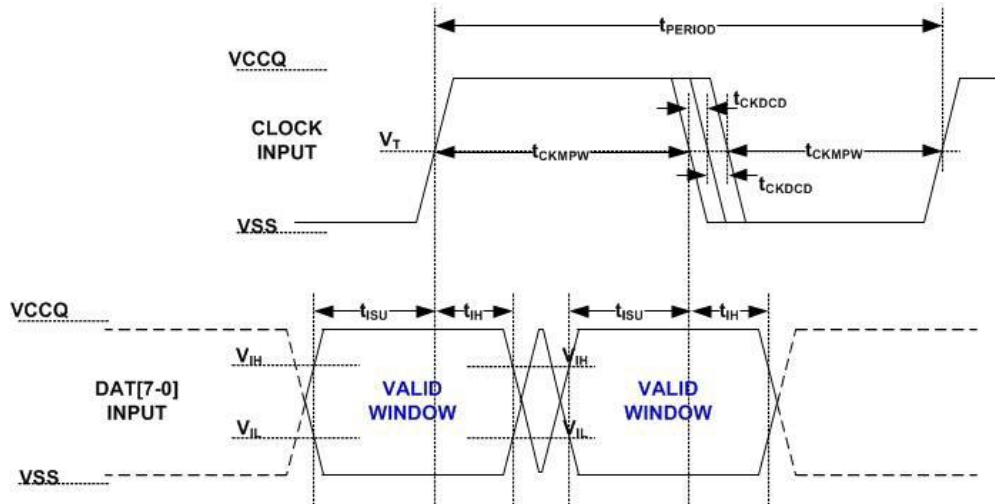 tPERIOD
VCCQ
tCKDCD
CLOCK
INPUT
VT
tCKMPW
tCKMPW
tCKDCD
VSS
VCCQ
tISU
tIH
tISU
tIH
VIH
VIH
DAT[7-0]
INPUT
VALID
WINDOW
VALID
WINDOW
VIL
VIL
VSS